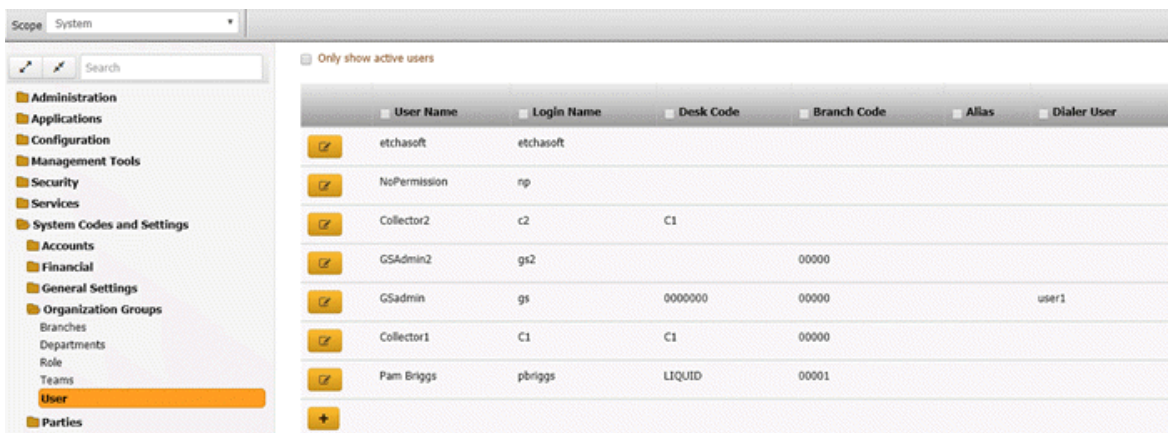 Scope System
Search
Administration
Applications
Configuration
Management Tools
Security
Services
System Codes and Settings
Accounts
Financial
General Settings
Organization Groups
Branches
Departments
Role
Teams
User
Parties
Only show active users
User Name Login Name Desk Code Branch Code Alias Dialer User
etchasoft etchasoft
NoPermission np
Collector2 c2 C1
GSAdmin2 gs2 00000
GSadmin gs 0000000 00000 user1
Collector1 C1 C1 00000
Pam Briggs pbriggs LIQUID 00001